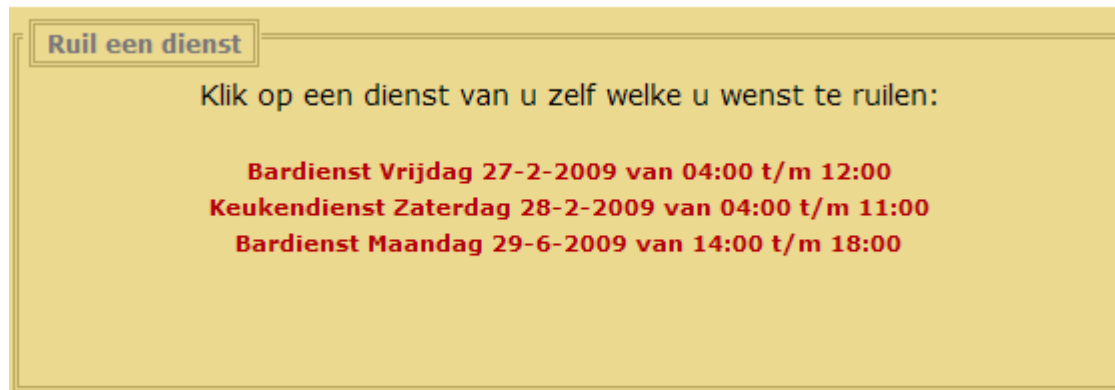 Ruil een dienst
Klik op een dienst van u zelf welke u wenst te ruilen:
Bardienst Vrijdag 27-2-2009 van 04:00 t/m 12:00
Keukendienst Zaterdag 28-2-2009 van 04:00 t/m 11:00
Bardienst Maandag 29-6-2009 van 14:00 t/m 18:00